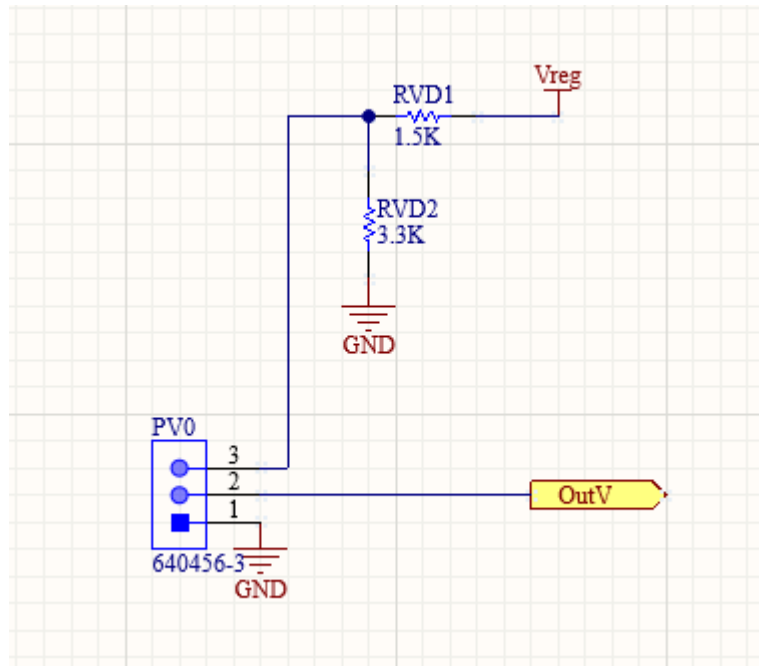 Vreg
RVD1
1.5K
RVD2
3.3K
GND
PV0
3
2
1
OutV
640456-3
GND